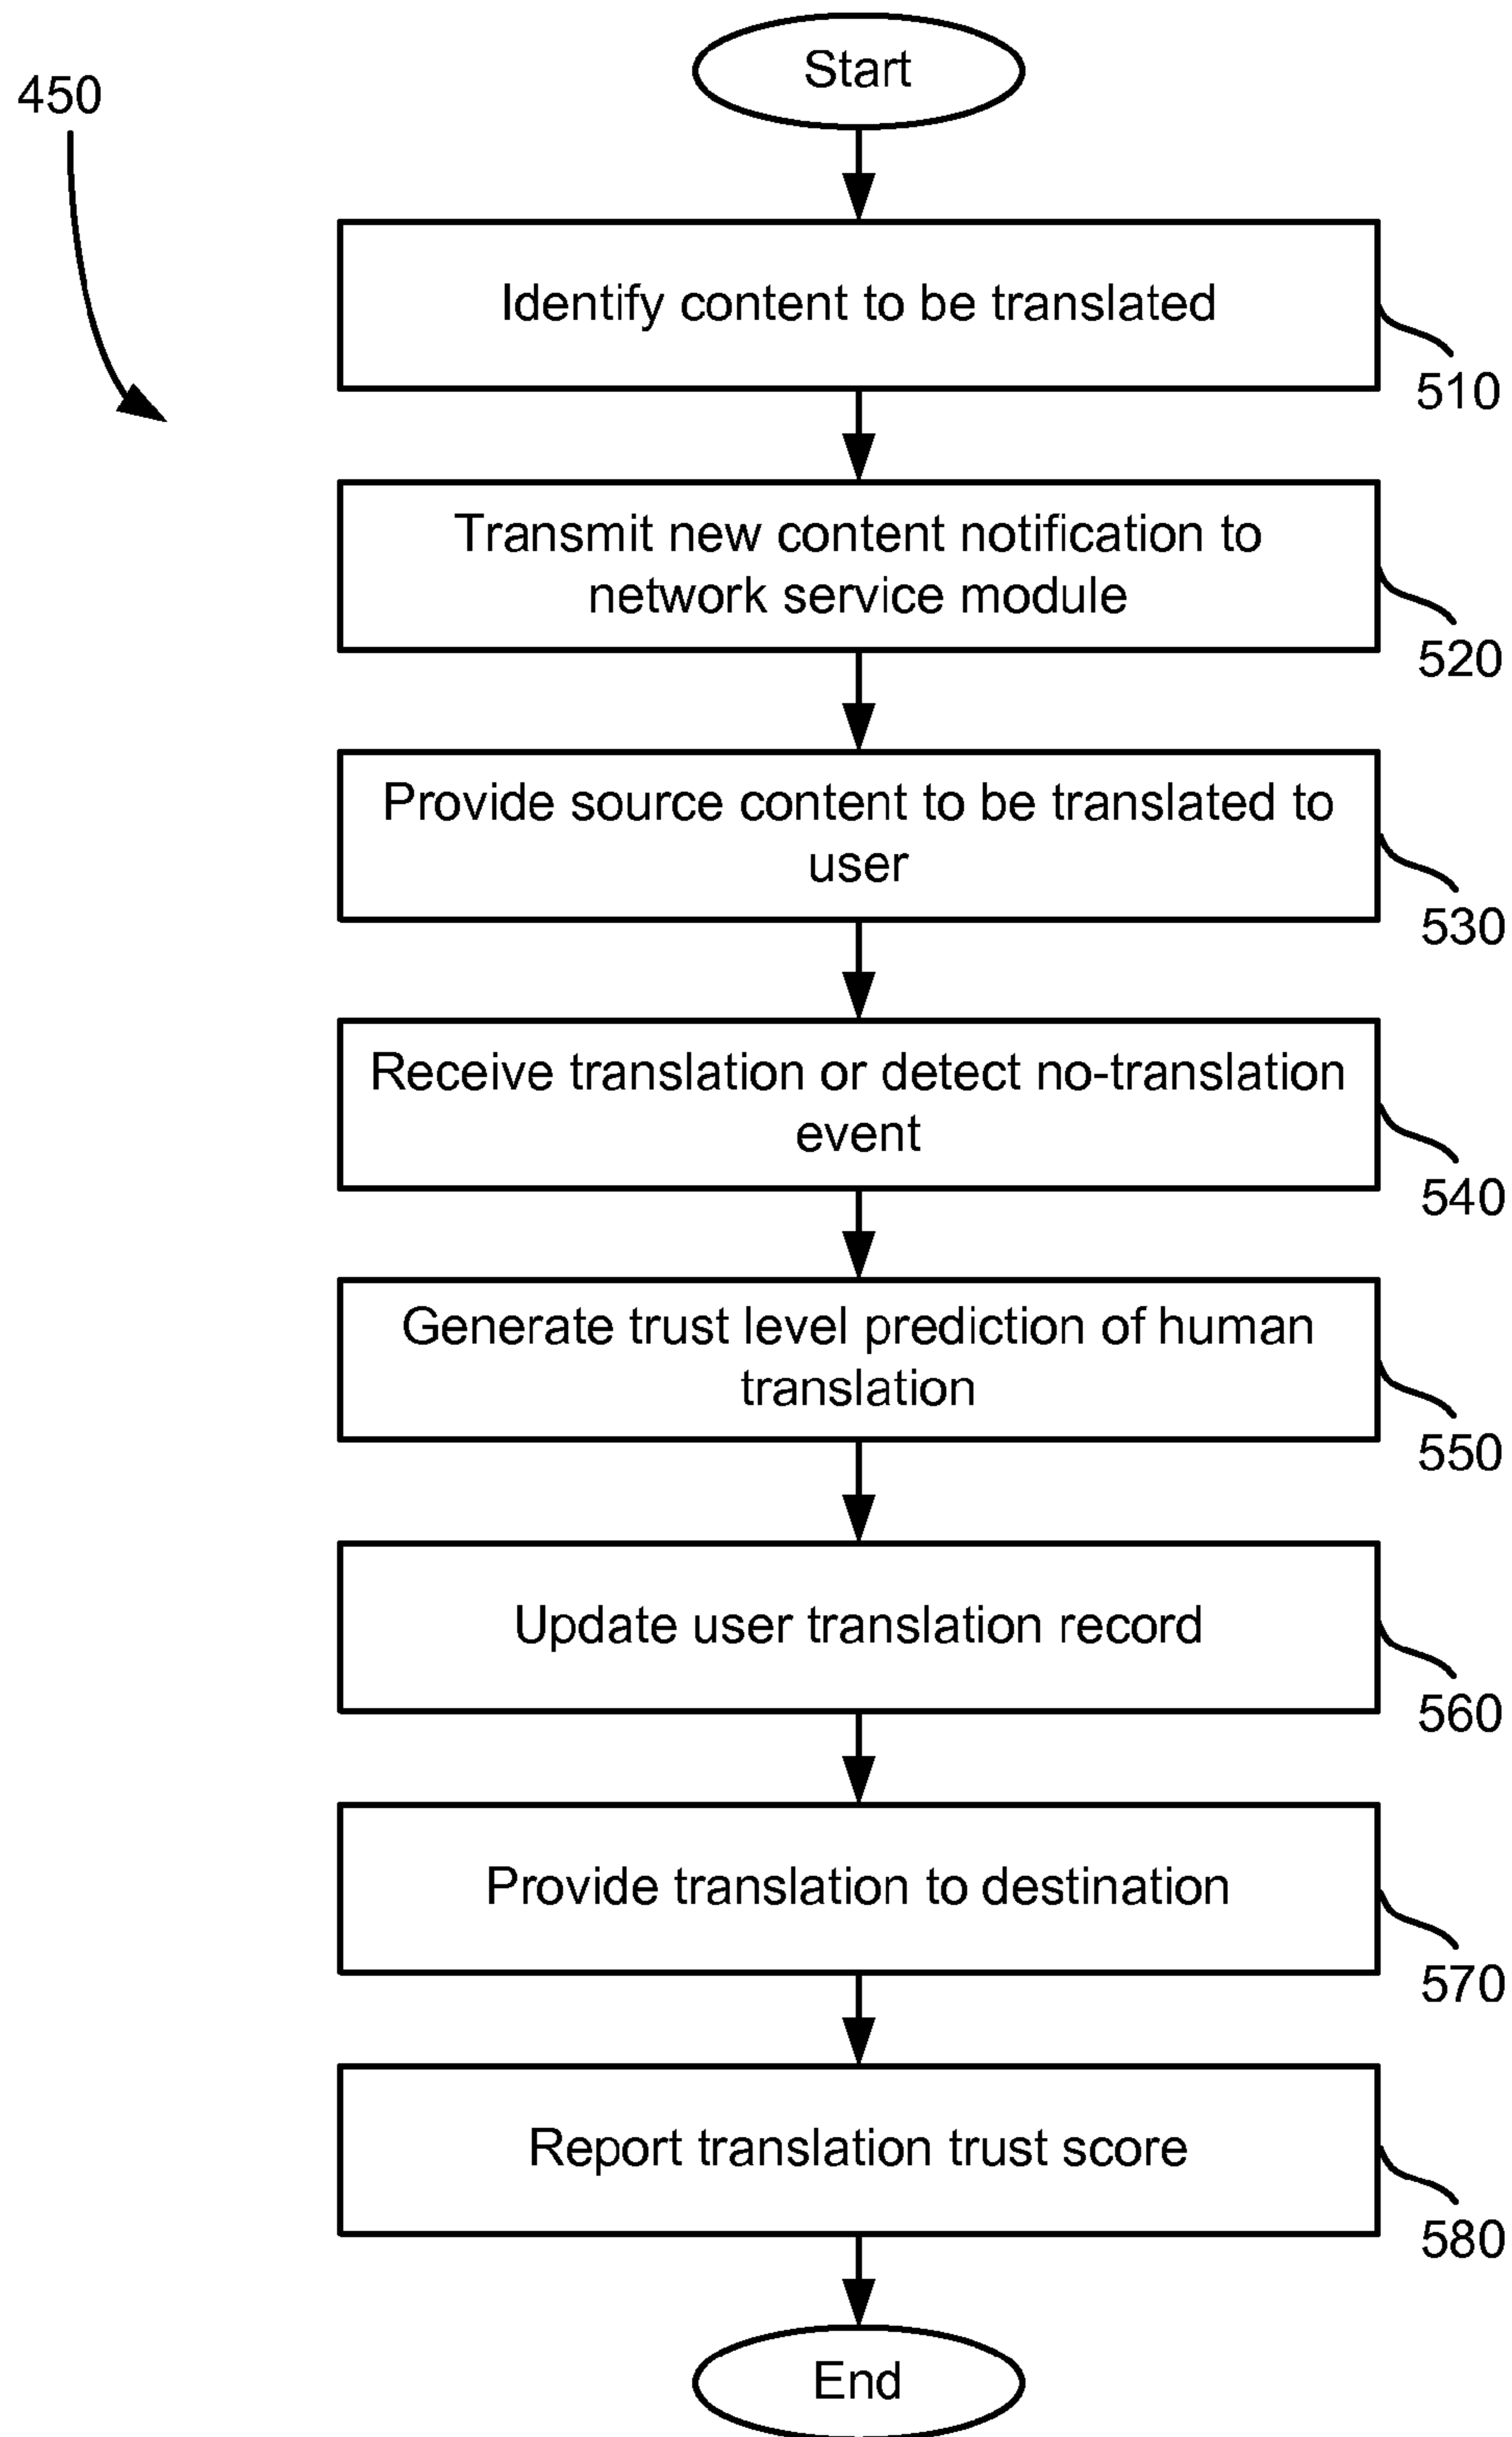 Start
450
Identify content to be translated
510
Transmit new content notification to
network service module
520
Provide source content to be translated to
user
530
Receive translation or detect no-translation
event
540
Generate trust level prediction of human
translation
550
Update user translation record
560
Provide translation to destination
570
Report translation trust score
580
End